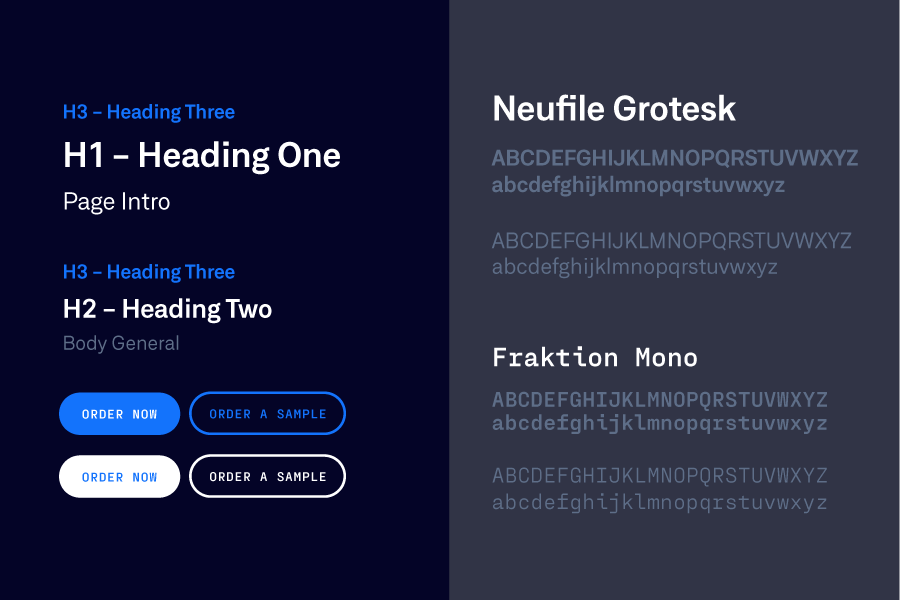 H3 – Heading Three
H1 – Heading One
Page Intro
H3 – Heading Three
H2 – Heading Two
Body General
ORDER NOW
ORDER A SAMPLE
ORDER NOW
ORDER A SAMPLE
Neufile Grotesk
ABCDEFGHIJKLMNOPQRSTUVWXYZ
abcdefghijklmnopqrstuvwxyz
ABCDEFGHIJKLMNOPQRSTUVWXYZ
abcdefghijklmnopqrstuvwxyz
Fraktion Mono
ABCDEFGHIJKLMNOPQRSTUVWXYZ
abcdefghijklmnopqrstuvwxyz
ABCDEFGHIJKLMNOPQRSTUVWXYZ
abcdefghijklmnopqrstuvwxyz